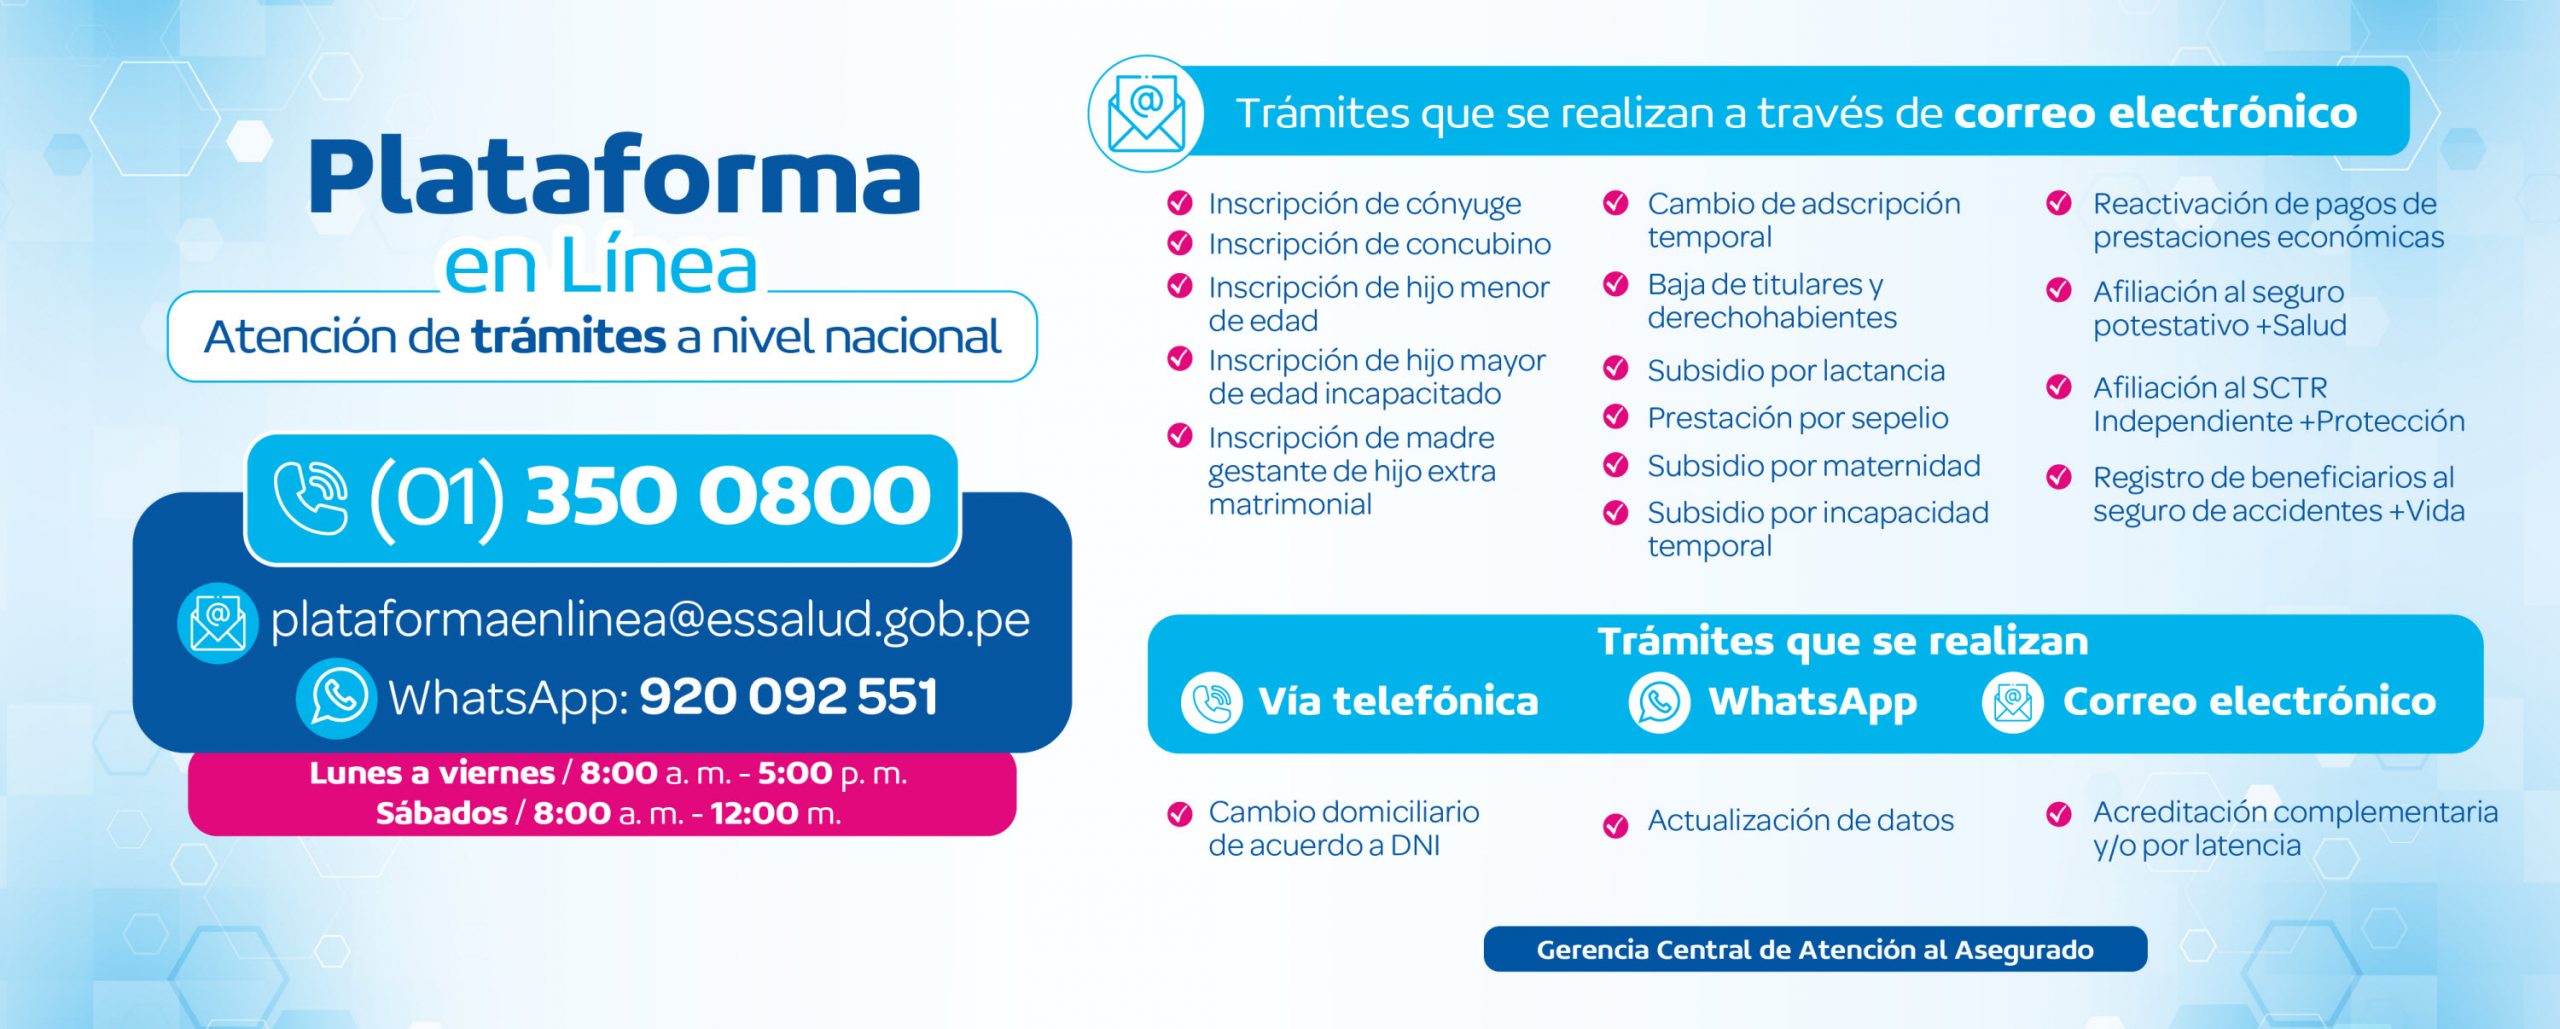 Plataforma
en Línea
Atención de trámites a nivel nacional
(01) 350 0800
plataformaenlinea@essalud.gob.pe
WhatsApp: 920 092 551
Lunes a viernes / 8:00 a. m. - 5:00 p. m.
Sábados / 8:00 a. m. - 12:00 m.
Trámites que se realizan a través de correo electrónico
Inscripción de cónyuge
Inscripción de concubino
Inscripción de hijo menor
de edad
Inscripción de hijo mayor
de edad incapacitado
Inscripción de madre
gestante de hijo extra
matrimonial
Cambio de adscripción
temporal
Baja de titulares y
derechohabientes
Subsidio por lactancia
Prestación por sepelio
Subsidio por maternidad
Subsidio por incapacidad
temporal
Reactivación de pagos de
prestaciones económicas
Afiliación al seguro
potestativo +Salud
Afiliación al SCTR
Independiente +Protección
Registro de beneficiarios al
seguro de accidentes +Vida
Trámites que se realizan
Vía telefónica
WhatsApp
Correo electrónico
Cambio domiciliario
de acuerdo a DNI
Actualización de datos
Acreditación complementaria
y/o por latencia
Gerencia Central de Atención al Asegurado